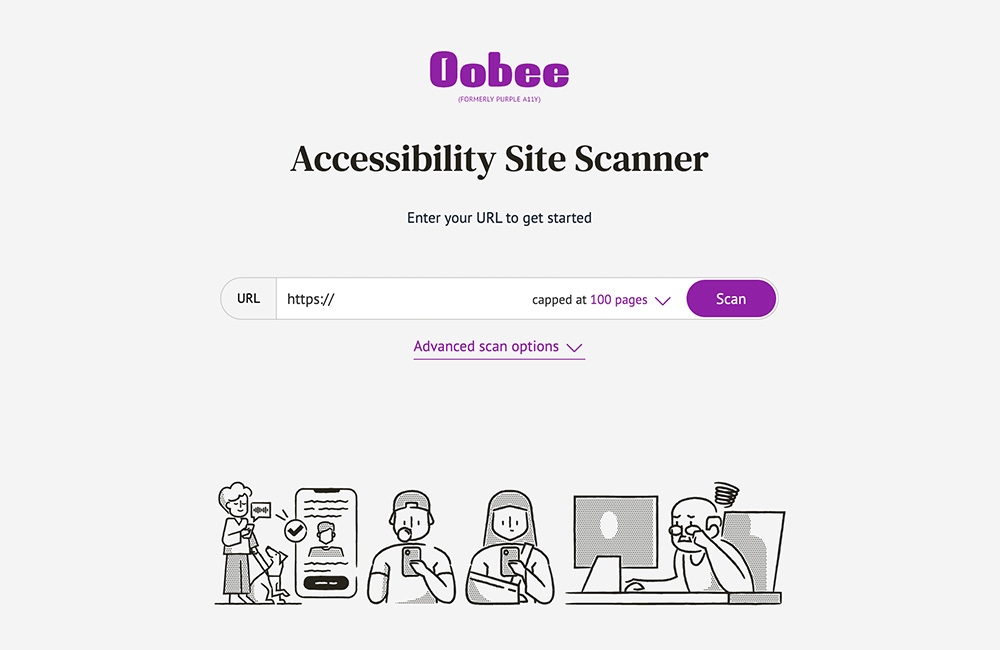 Oobee
(FORMERLY PURPLE A11Y)
Accessibility Site Scanner
Enter your URL to get started
URL https:// capped at 100 pages Scan
Advanced scan options